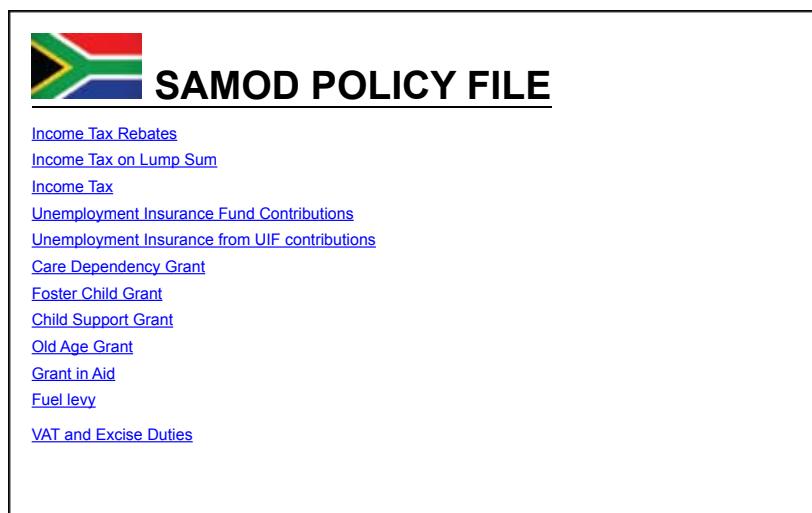 SAMOD POLICY FILE
Income Tax Rebates
Income Tax on Lump Sum
Income Tax
Unemployment Insurance Fund Contributions
Unemployment Insurance from UIF contributions
Care Dependency Grant
Foster Child Grant
Child Support Grant
Old Age Grant
Grant in Aid
Fuel levy
VAT and Excise Duties